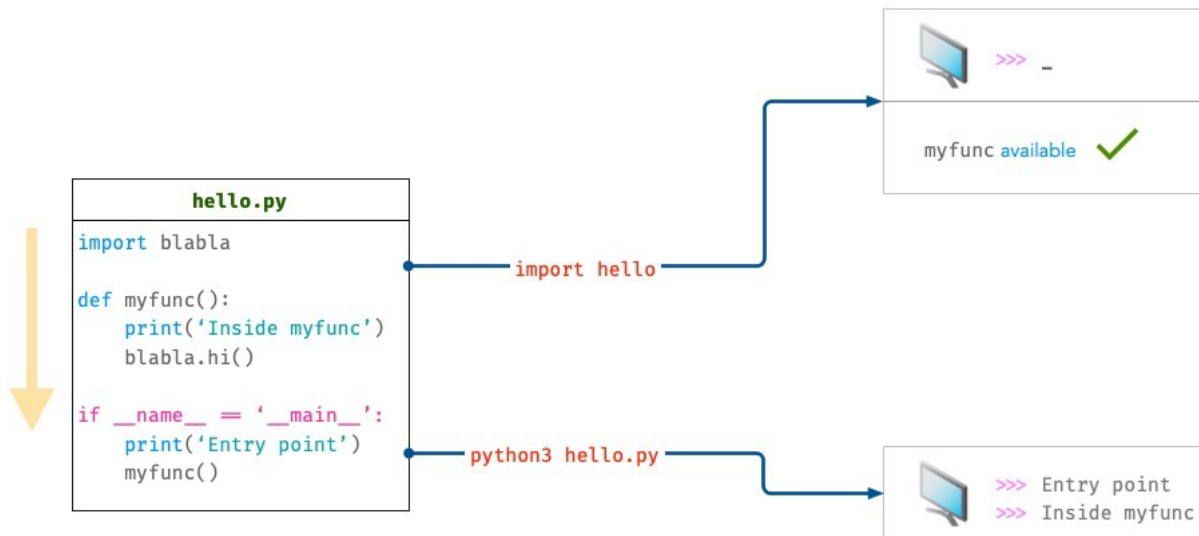 hello.py
import blabla
def myfunc():
print(‘Inside myfunc’)
blabla.hi()
if __name__ == ‘__main__’:
print(‘Entry point’)
myfunc()
import hello
python3 hello.py
>>> _
myfunc available
>>> Entry point
>>> Inside myfunc